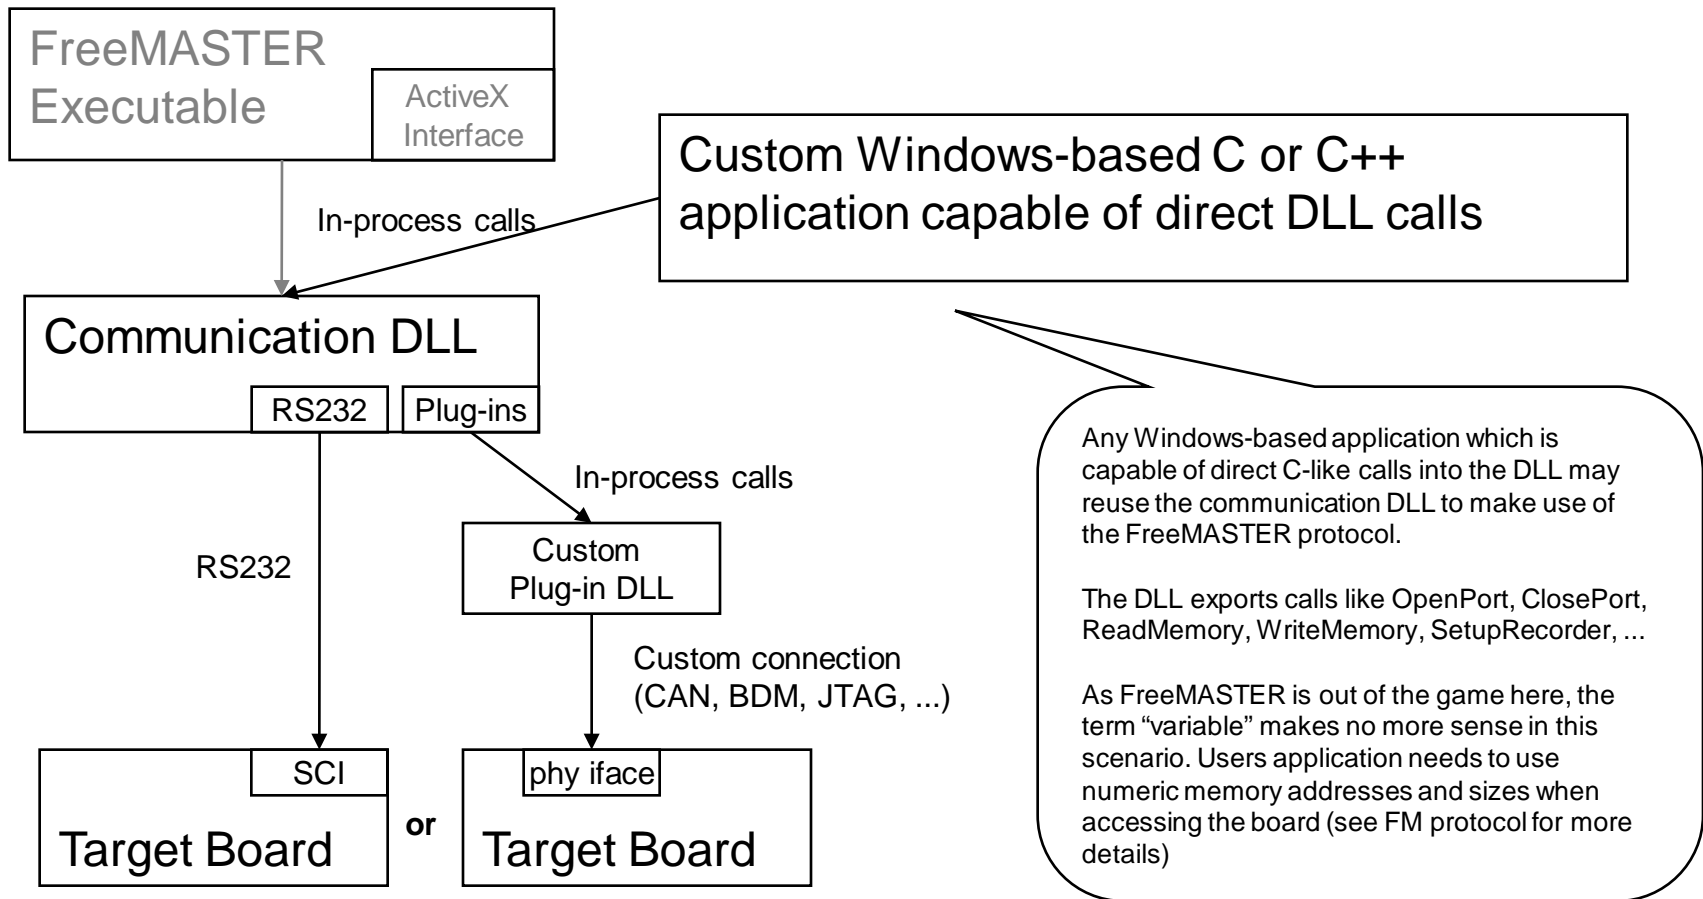 FreeMASTER
Executable
ActiveX
Interface
Custom Windows-based C or C++
application capable of direct DLL calls
In-process calls
Communication DLL
RS232
Plug-ins
In-process calls
Custom
Plug-in DLL
RS232
Custom connection
(CAN, BDM, JTAG, ...)
SCI
Target Board
or
phy iface
Target Board
Any Windows-based application which is
capable of direct C-like calls into the DLL may
reuse the communication DLL to make use of
the FreeMASTER protocol.
The DLL exports calls like OpenPort, ClosePort,
ReadMemory, WriteMemory, SetupRecorder, ...
As FreeMASTER is out of the game here, the
term “variable” makes no more sense in this
scenario. Users application needs to use
numeric memory addresses and sizes when
accessing the board (see FM protocol for more
details)